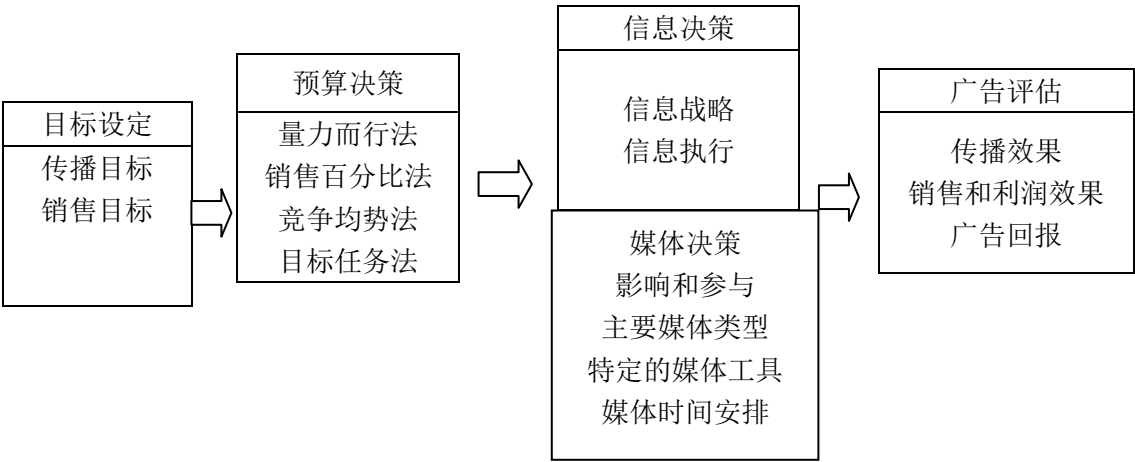 目标设定
传播目标
销售目标
预算决策
量力而行法
销售百分比法
竞争均势法
目标任务法
信息决策
信息战略
信息执行
媒体决策
影响和参与
主要媒体类型
特定的媒体工具
媒体时间安排
广告评估
传播效果
销售和利润效果
广告回报